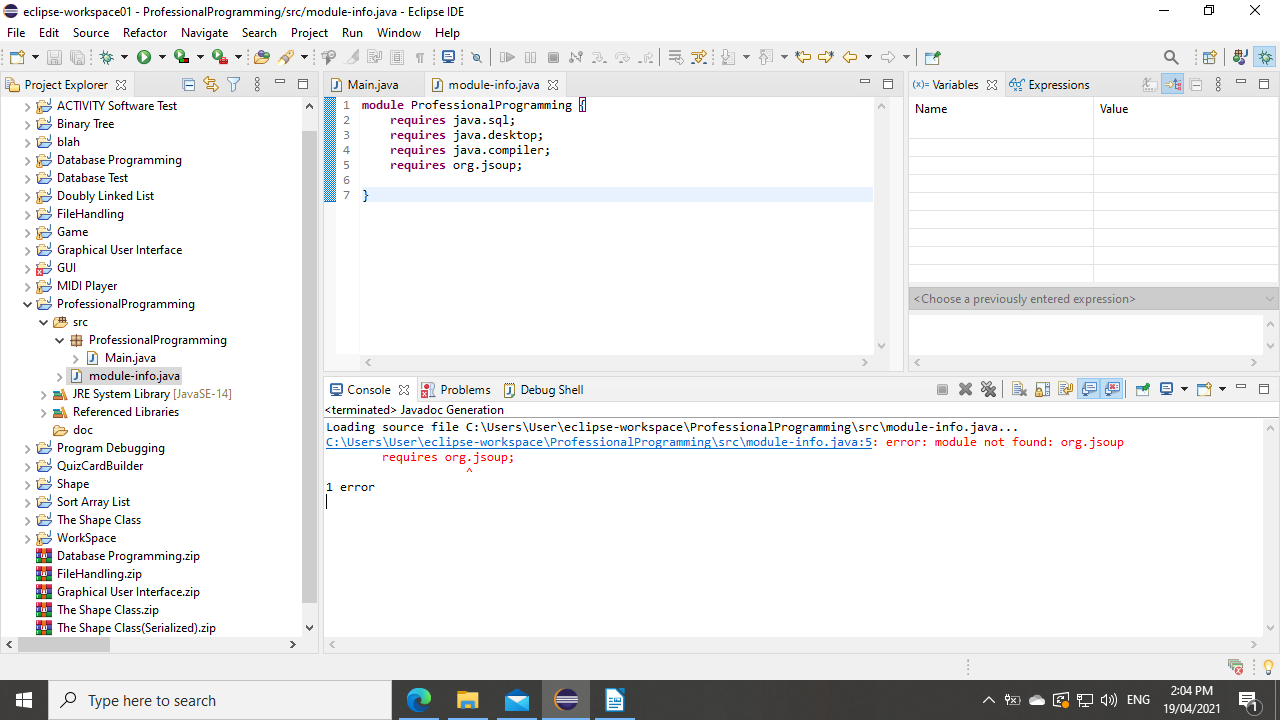 eclipse-workspace01 - ProfessionalProgramming/src/module-info.java - Eclipse IDE
File Edit Source Refactor Navigate Search Project Run Window Help
Project Explorer
ACTIVITY Software Test
Binary Tree
blah
Database Programming
Database Test
Doubly Linked List
FileHandling
Game
Graphical User Interface
GUI
MIDI Player
ProfessionalProgramming
src
ProfessionalProgramming
Main.java
module-info.java
JRE System Library [JavaSE-14]
Referenced Libraries
doc
Program Debugging
QuizCardBuilder
Shape
Sort Array List
The Shape Class
WorkSpace
Database Programming.zip
FileHandling.zip
Graphical User Interface.zip
The Shape Class.zip
The Shape Class(Serialized).zip
Main.java module-info.java
1 module ProfessionalProgramming {
2 requires java.sql;
3 requires java.desktop;
4 requires java.compiler;
5 requires org.jsoup;
6
7 }
(x)= Variables Expressions
Name Value
<Choose a previously entered expression>
Console Problems Debug Shell
<terminated> Javadoc Generation
Loading source file C:\Users\User\eclipse-workspace\ProfessionalProgramming\src\module-info.java...
C:\Users\User\eclipse-workspace\ProfessionalProgramming\src\module-info.java:5: error: module not found: org.jsoup
requires org.jsoup;
^
1 error
Type here to search
ENG
2:04 PM
19/04/2021
1